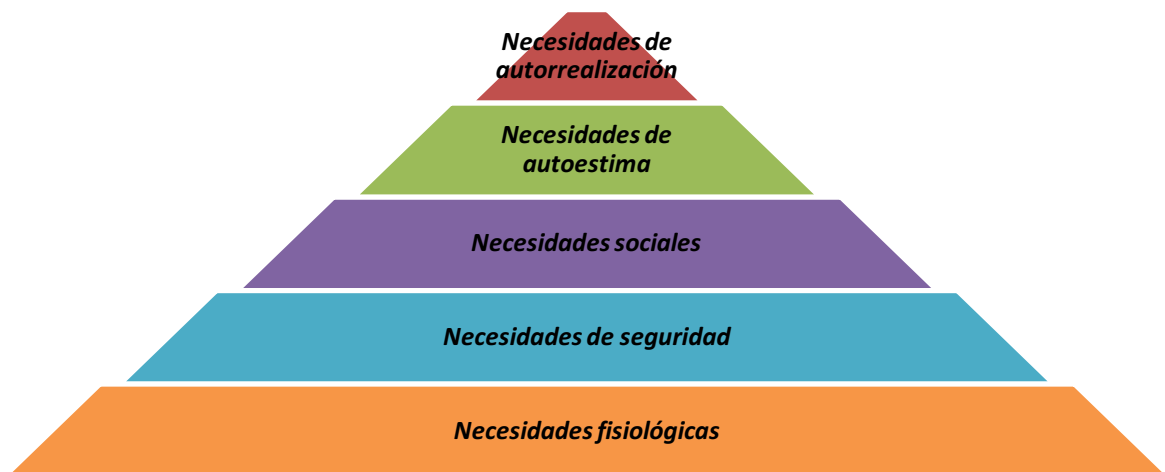 Necesidades de
autorrealización
Necesidades de
autoestima
Necesidades sociales
Necesidades de seguridad
Necesidades fisiológicas